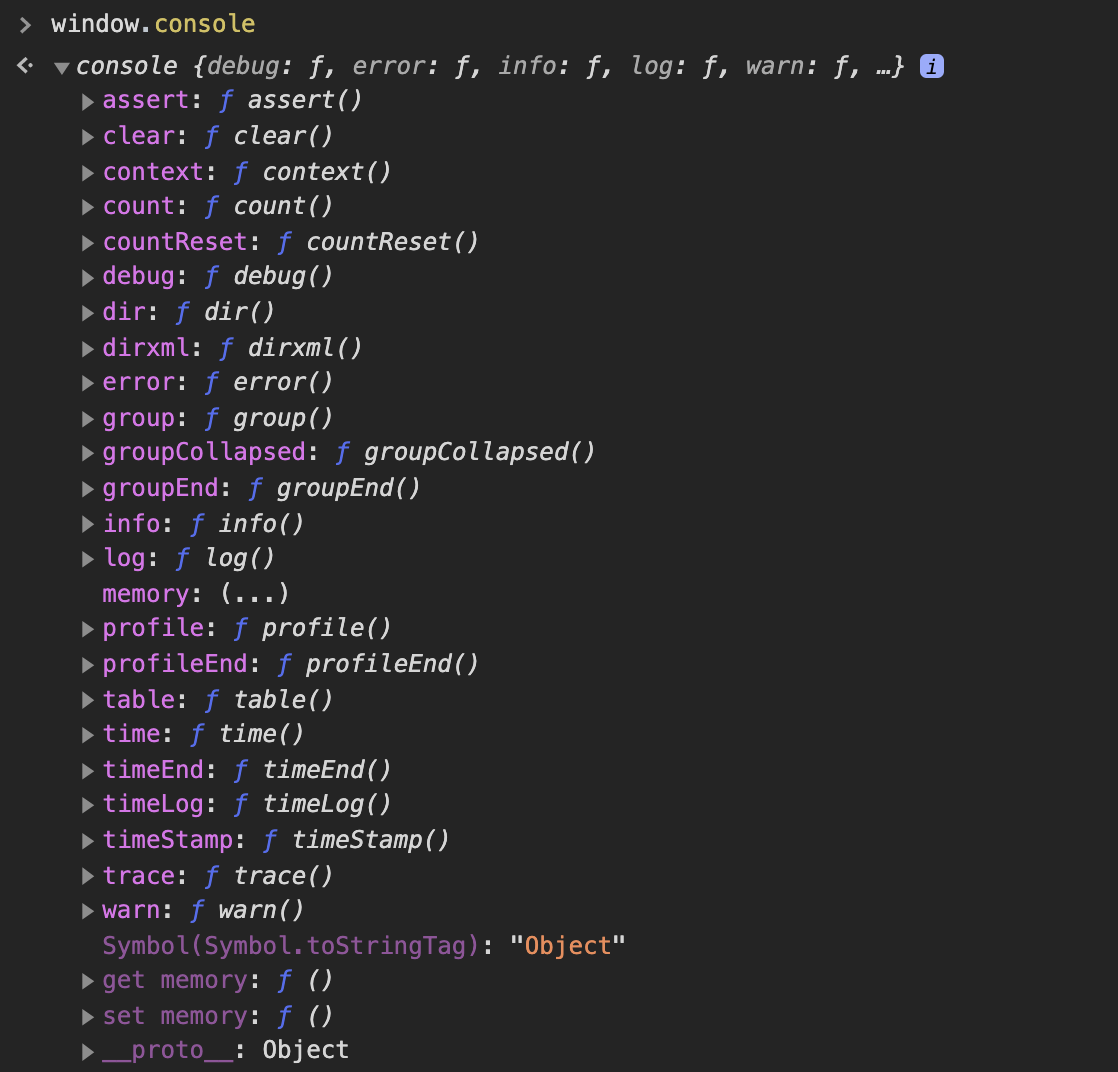 > window.console
<· ▼console {debug: ƒ, error: ƒ, info: ƒ, log: ƒ, warn: ƒ, …} i
▶assert: ƒ assert()
▶clear: ƒ clear()
▶context: ƒ context()
▶count: ƒ count()
▶countReset: ƒ countReset()
▶debug: ƒ debug()
▶dir: ƒ dir()
▶dirxml: ƒ dirxml()
▶error: ƒ error()
▶group: ƒ group()
▶groupCollapsed: ƒ groupCollapsed()
▶groupEnd: ƒ groupEnd()
▶info: ƒ info()
▶log: ƒ log()
memory: (...)
▶profile: ƒ profile()
▶profileEnd: ƒ profileEnd()
▶table: ƒ table()
▶time: ƒ time()
▶timeEnd: ƒ timeEnd()
▶timeLog: ƒ timeLog()
▶timeStamp: ƒ timeStamp()
▶trace: ƒ trace()
▶warn: ƒ warn()
Symbol(Symbol.toStringTag): "Object"
▶get memory: ƒ ()
▶set memory: ƒ ()
▶__proto__: Object